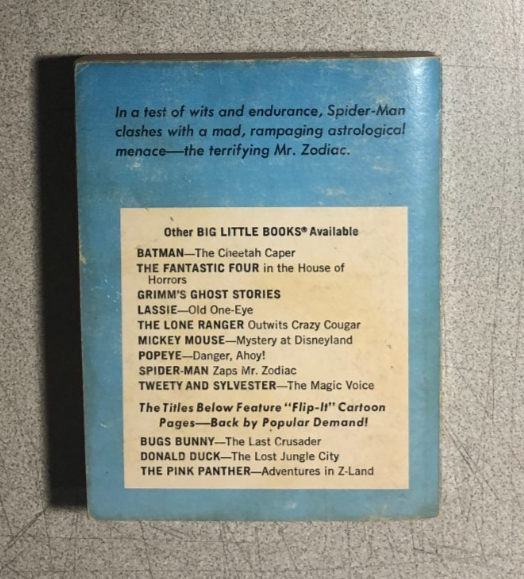 In a test of wits and endurance, Spider-Man
clashes with a mad, rampaging astrological
menace—the terrifying Mr. Zodiac.
Other BIG LITTLE BOOKS® Available
BATMAN—The Cheetah Caper
THE FANTASTIC FOUR in the House of
Horrors
GRIMM'S GHOST STORIES
LASSIE—Old One-Eye
THE LONE RANGER Outwits Crazy Cougar
MICKEY MOUSE—Mystery at Disneyland
POPEYE—Danger, Ahoy!
SPIDER-MAN Zaps Mr. Zodiac
TWEETY AND SYLVESTER—The Magic Voice
The Titles Below Feature "Flip-It" Cartoon
Pages—Back by Popular Demand!
BUGS BUNNY—The Last Crusader
DONALD DUCK—The Lost Jungle City
THE PINK PANTHER—Adventures in Z-Land